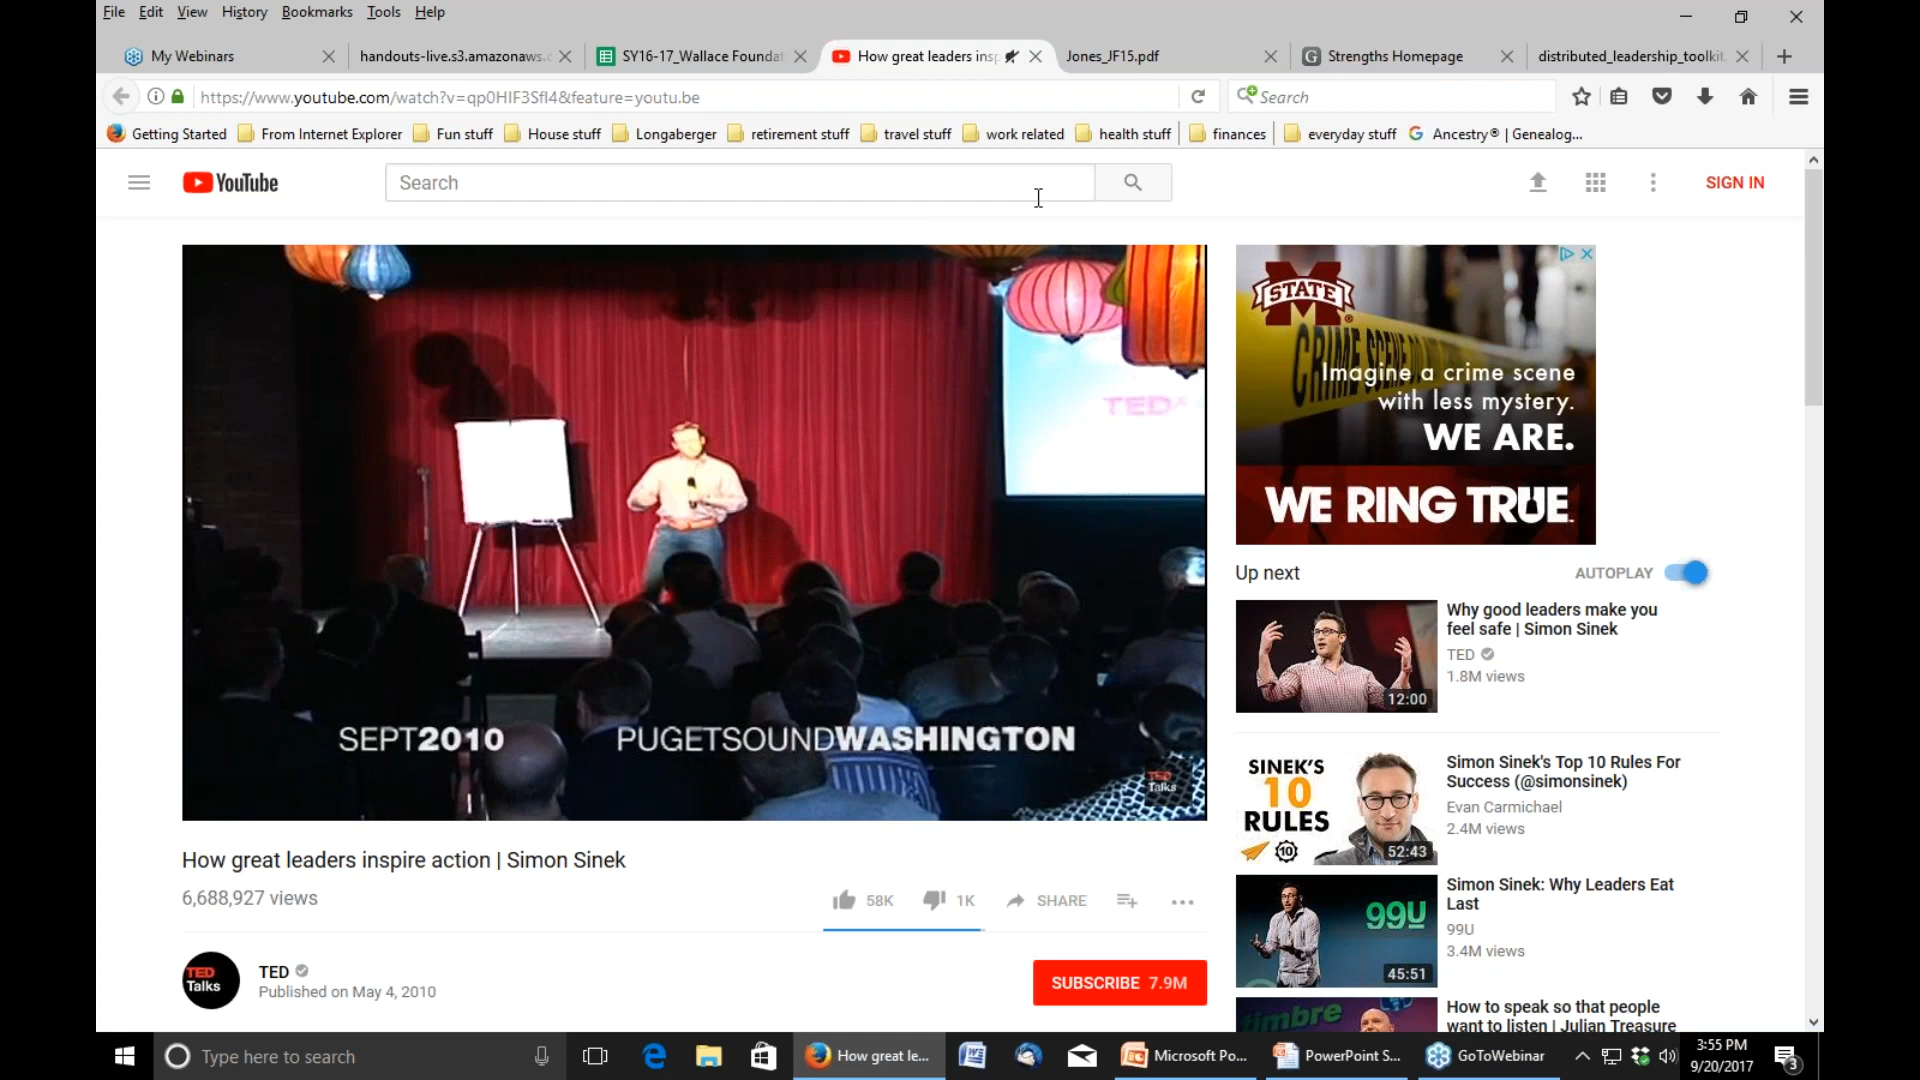 File Edit View History Bookmarks Tools Help
My Webinars
handouts-live.s3.amazonaws.c
SY16-17_Wallace Foundat
How great leaders insp
Jones_JF15.pdf
Strengths Homepage
distributed_leadership_toolkit.
https://www.youtube.com/watch?v=qp0HIF3SfI4&feature=youtu.be
Search
Getting Started From Internet Explorer Fun stuff House stuff Longaberger retirement stuff travel stuff work related health stuff finances everyday stuff Ancestry® | Genealog...
YouTube
Search
SIGN IN
TEDx
SEPT2010 PUGETSOUNDWASHINGTON
TED
Talks
STATE
CRIME SCENE
Imagine a crime scene
with less mystery.
WE ARE.
WE RING TRUE.
Up next
AUTOPLAY
Why good leaders make you
feel safe | Simon Sinek
TED
1.8M views
12:00
SINEK'S
10
RULES
10
52:43
Simon Sinek's Top 10 Rules For
Success (@simonsinek)
Evan Carmichael
2.4M views
99U
45:51
Simon Sinek: Why Leaders Eat
Last
99U
3.4M views
How to speak so that people
want to listen | Julian Treasure
How great leaders inspire action | Simon Sinek
6,688,927 views
58K 1K SHARE
TED
Talks
TED
Published on May 4, 2010
SUBSCRIBE 7.9M
Type here to search
How great le...
Microsoft Po...
PowerPoint S...
GoToWebinar
3:55 PM
9/20/2017
3